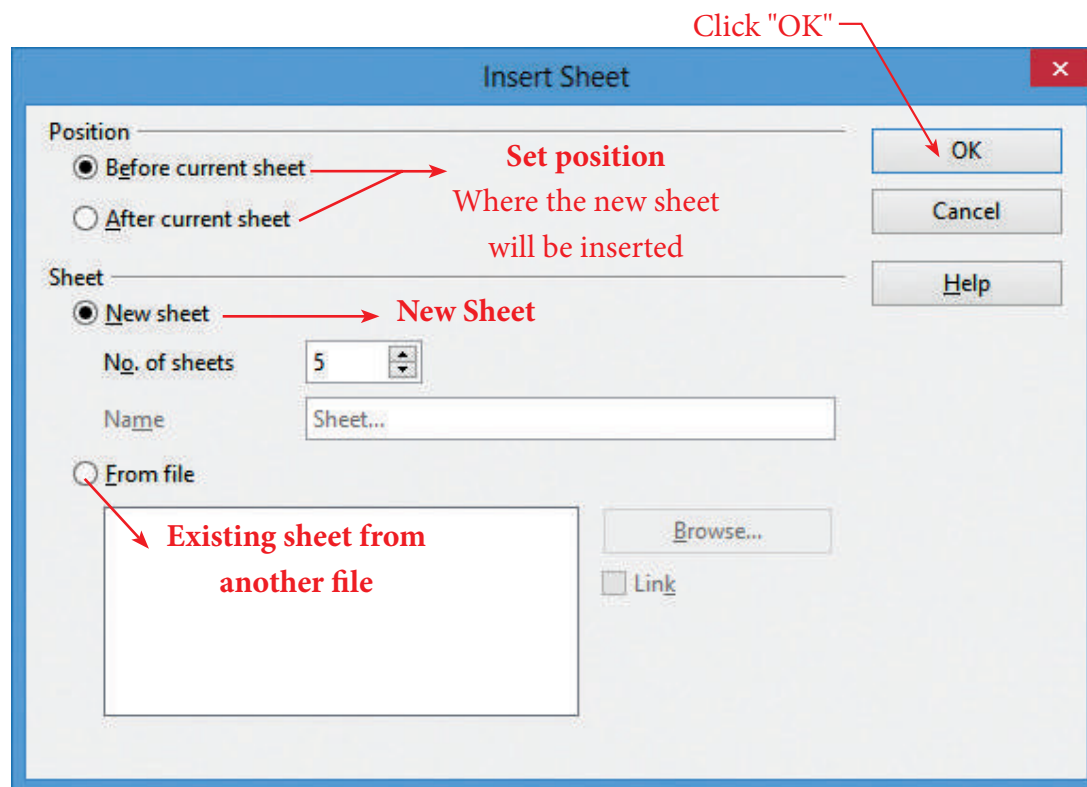 Click "OK"
Insert Sheet
Position
Before current sheet
Set position
OK
After current sheet
Where the new sheet
will be inserted
Cancel
Sheet
Help
New sheet
New Sheet
No. of sheets
5
Name
Sheet...
From file
Existing sheet from
another file
Browse...
Link